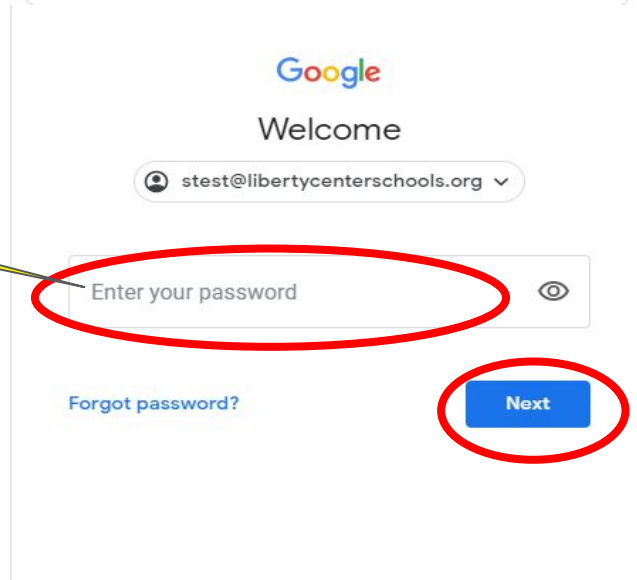 Google
Welcome
stest@libertycenterschools.org
Enter your password
Forgot password?
Next